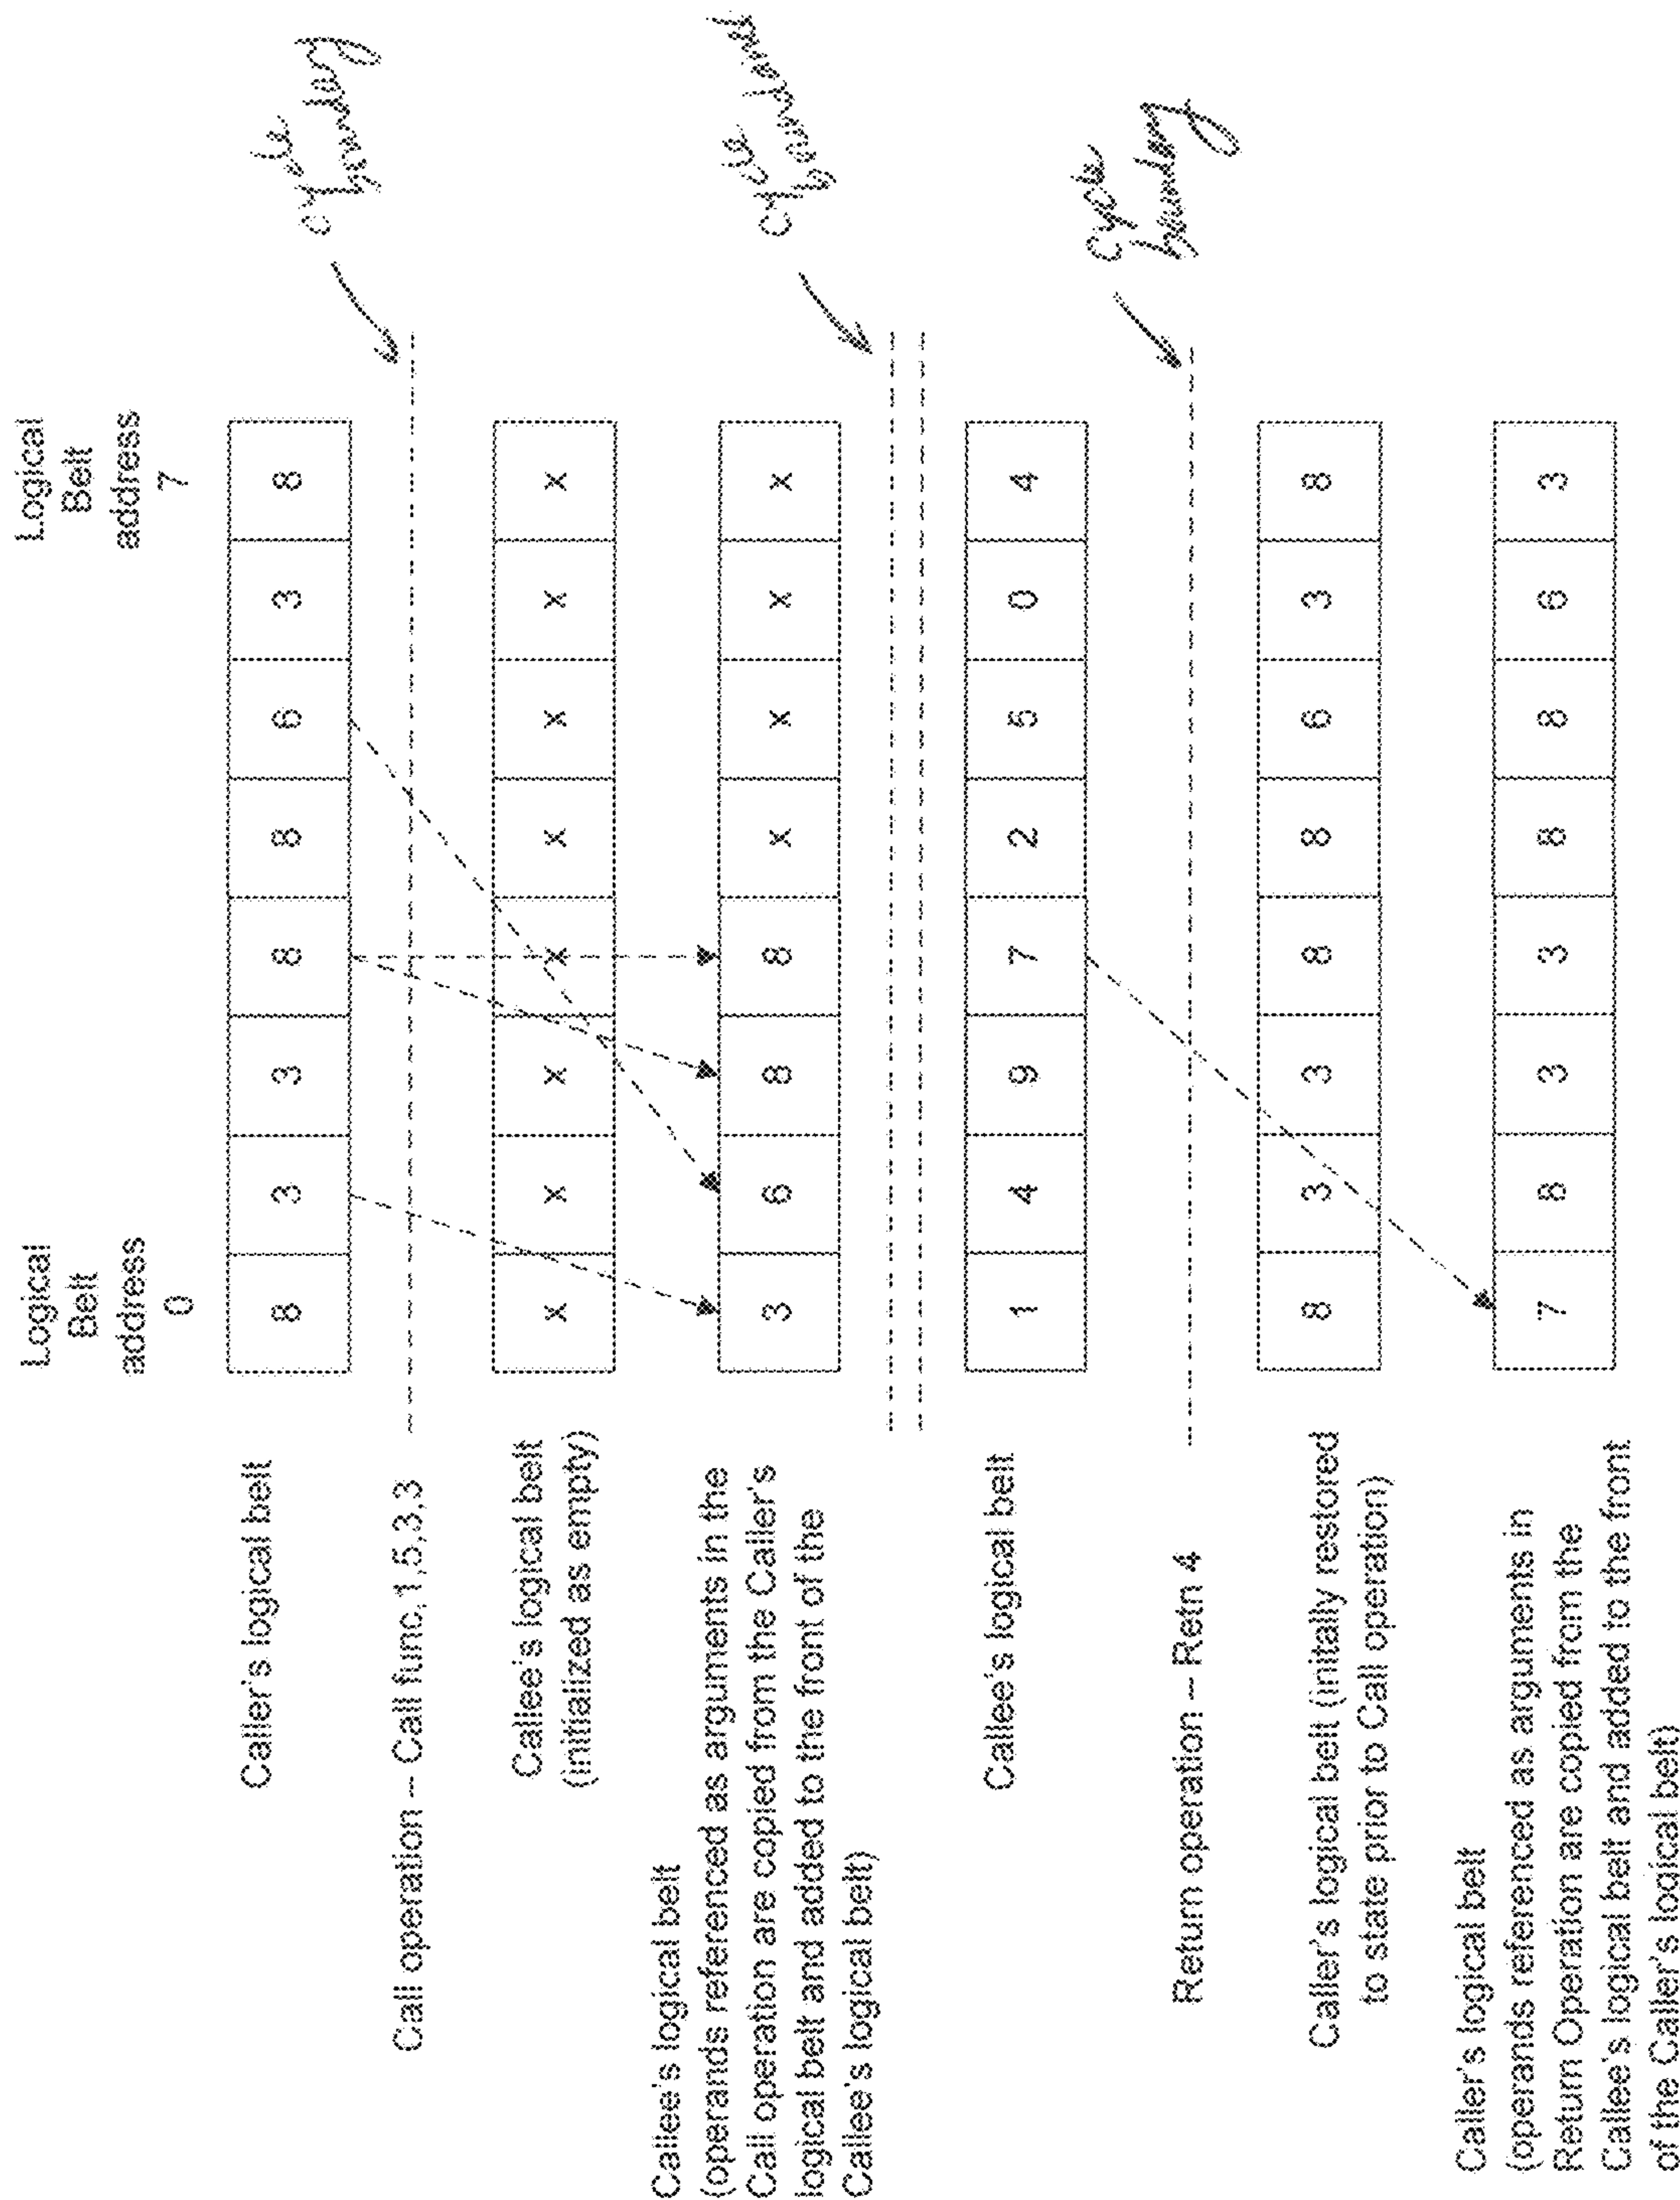 Logical
Belt
address
0
Logical
Belt
address
7
Caller's logical belt
8 3 3 8 8 6 3 8
cycle
boundary
Call operation – Call func,1,5,3,3
Callee's logical belt
(initialized as empty)
x x x x x x x x
Callee's logical belt
(operands referenced as arguments in the
Call operation are copied from the Caller's
logical belt and added to the front of the
Callee's logical belt)
3 6 8 8 x x x x
cycle
boundary
Callee's logical belt
1 4 9 7 2 5 0 4
cycle
boundary
Return operation – Retn 4
Caller's logical belt (initally restored
to state prior to Call operation)
8 3 3 8 8 6 3 8
Caller's logical belt
(operands referenced as arguments in
Return Operation are copied from the
Callee's logical belt and added to the front
of the Caller's logical belt)
7 8 3 3 8 8 6 3